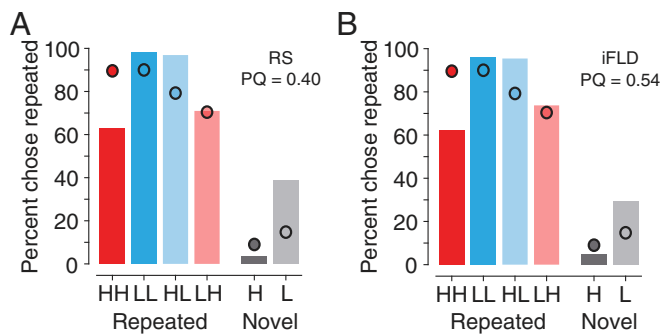 A
Percent chose repeated
100
80
60
40
20
0
RS
PQ = 0.40
HH LL HL LH H L
Repeated Novel
B
Percent chose repeated
100
80
60
40
20
0
iFLD
PQ = 0.54
HH LL HL LH H L
Repeated Novel